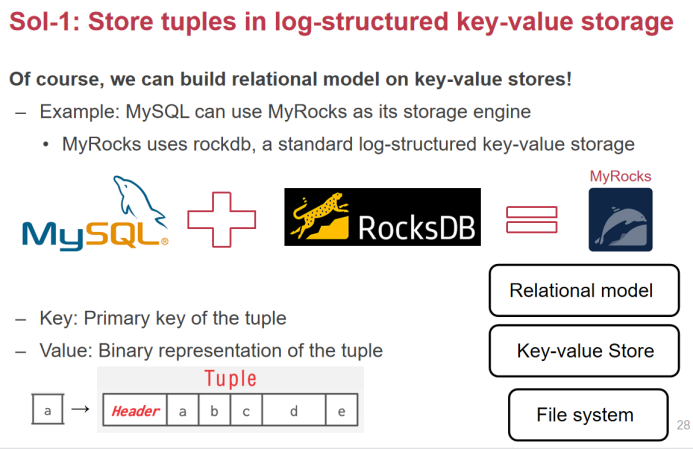 Sol-1: Store tuples in log-structured key-value storage
Of course, we can build relational model on key-value stores!
– Example: MySQL can use MyRocks as its storage engine
• MyRocks uses rockdb, a standard log-structured key-value storage
MyRocks
MySQL®
RocksDB
Relational model
– Key: Primary key of the tuple
– Value: Binary representation of the tuple
Key-value Store
Tuple
a → Header a b c d e
File system
28